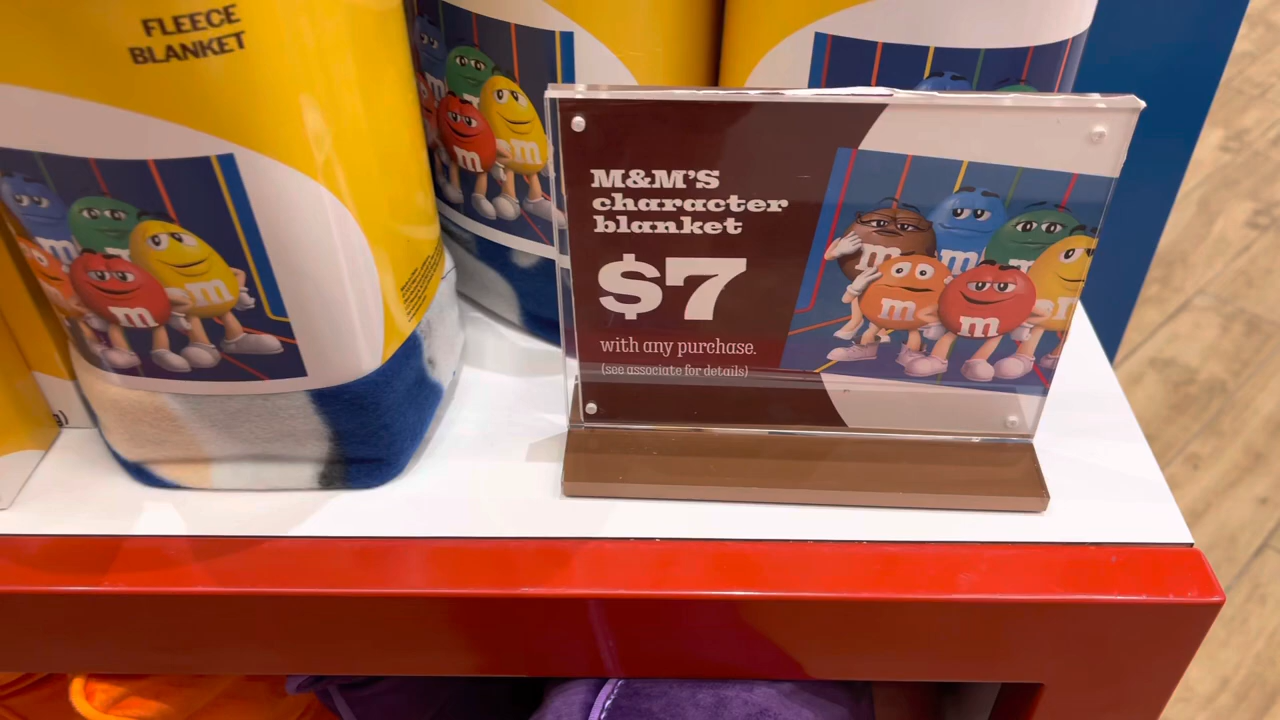 FLEECE
BLANKET
M&M'S
character
blanket
$7
with any purchase.
(see associate for details)
m
m
m
m
m
m
m
m
m
m
m